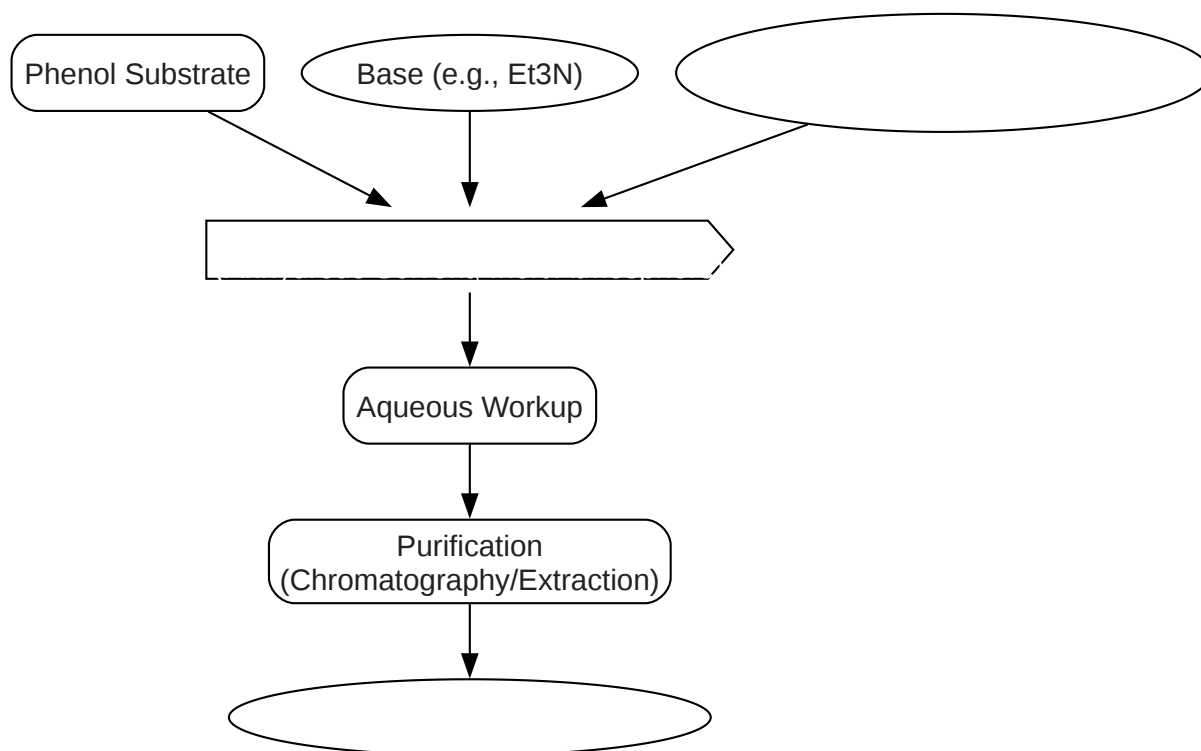 Phenol Substrate
Base (e.g., Et3N)
Aqueous Workup
Purification
(Chromatography/Extraction)